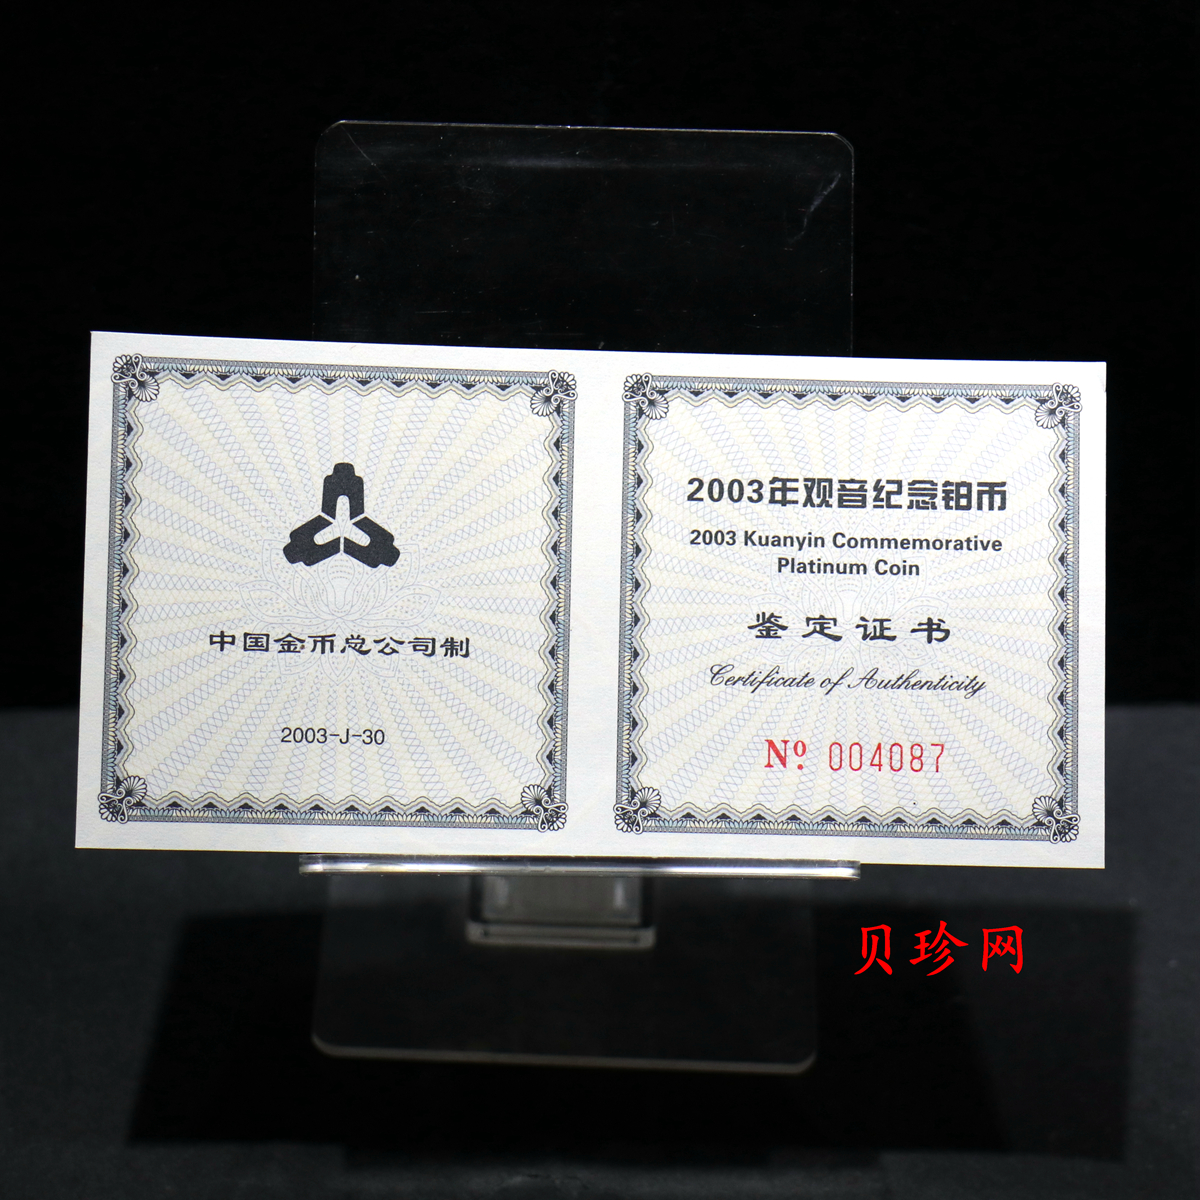 中国金币总公司制
2003-J-30
2003年观音纪念铂币
2003 Kuanyin Commemorative
Platinum Coin
鉴定证书
Certificate of Authenticity
Nº 004087
贝珍网